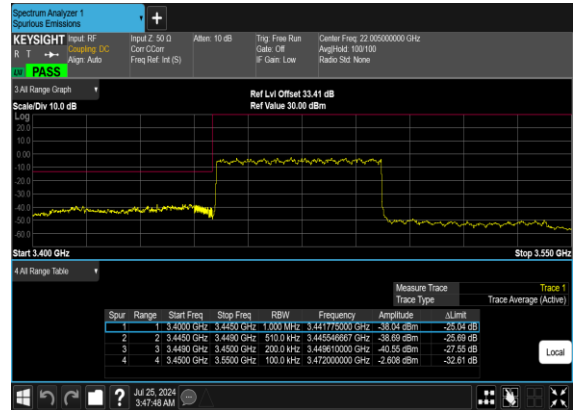 Spectrum Analyzer 1
Spurious Emissions
KEYSIGHT Input: RF Input Z: 50 Ω Atten: 10 dB Trig: Free Run Center Freq: 22.005000000 GHz
R T Coupling: DC Corr CCorr Gate: Off Avg|Hold: 100/100
Align: Auto Freq Ref: Int (S) IF Gain: Low Radio Std: None
LW PASS
3 All Range Graph
Ref Lvl Offset 33.41 dB
Scale/Div 10.0 dB Ref Value 30.00 dBm
Log
20.0
10.0
0.00
-10.0
-20.0
-30.0
-40.0
-50.0
-60.0
Start 3.400 GHz Stop 3.550 GHz
4 All Range Table
Measure Trace Trace 1
Trace Type Trace Average (Active)
Spur Range Start Freq Stop Freq RBW Frequency Amplitude ΔLimit
1 1 3.4000 GHz 3.4450 GHz 1.000 MHz 3.441775000 GHz -38.04 dBm -25.04 dB
2 2 3.4450 GHz 3.4490 GHz 510.0 kHz 3.445546667 GHz -38.69 dBm -25.69 dB
3 3 3.4490 GHz 3.4500 GHz 200.0 kHz 3.449610000 GHz -40.55 dBm -27.55 dB
4 4 3.4500 GHz 3.5500 GHz 100.0 kHz 3.472000000 GHz -2.608 dBm -32.61 dB
Local
Jul 25, 2024
3:47:48 AM